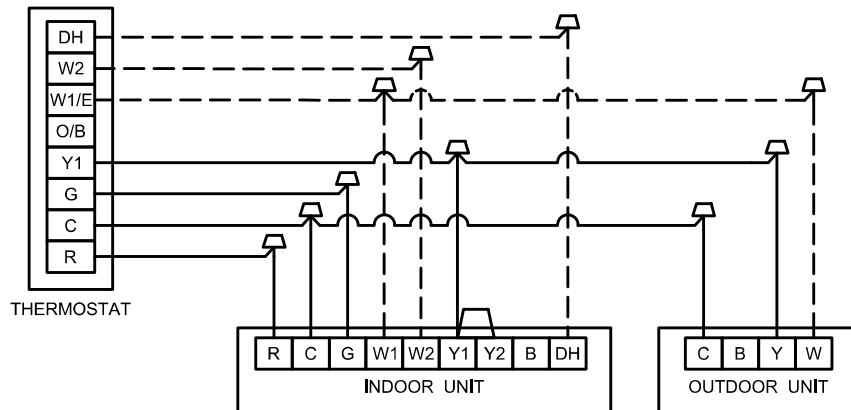 DH
W2
W1/E
O/B
Y1
G
C
R
THERMOSTAT
R C G W1 W2 Y1 Y2 B DH
INDOOR UNIT
C B Y W
OUTDOOR UNIT